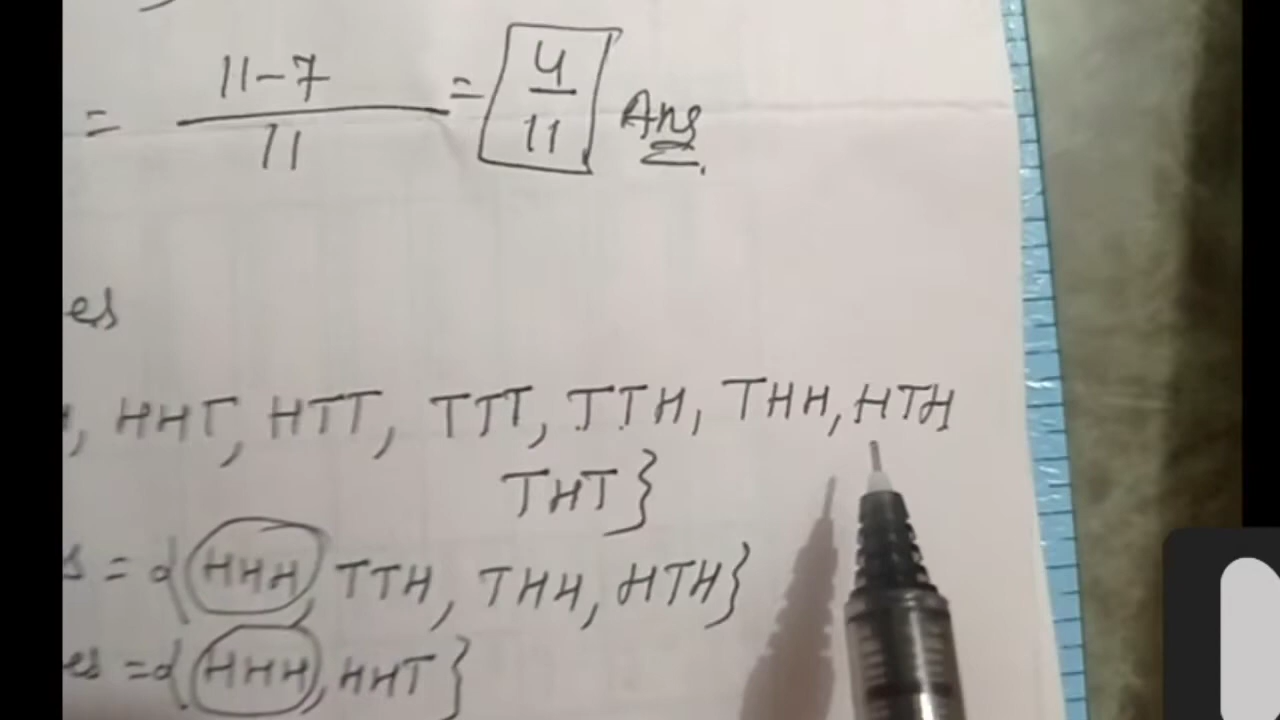 = 11-7 / 11 = 4 / 11 Ans
es
, HHT, HTT, TTT, TTH, THH, HTH
THT}
s = {HHH, TTH, THH, HTH}
es = {HHH, HHT}